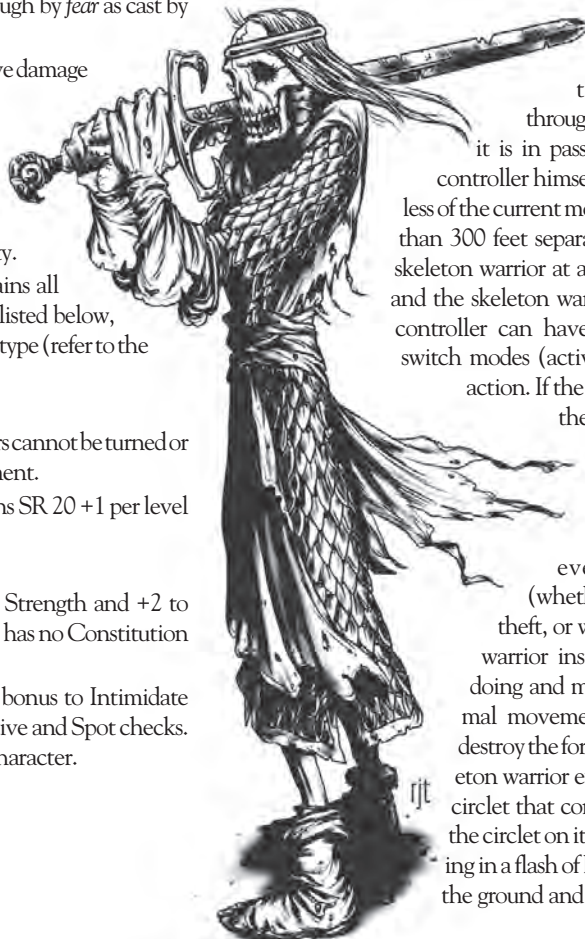 ugh by fear as cast by
ve damage
ty.
ains all
listed below,
type (refer to the
rs cannot be turned or
ment.
ns SR 20 +1 per level
Strength and +2 to
has no Constitution
bonus to Intimidate
tive and Spot checks.
haracter.
t
throug
it is in pass
controller himse
less of the current mo
than 300 feet separa
skeleton warrior at a
and the skeleton war
controller can have
switch modes (activ
action. If the
the
eve
(wheth
theft, or w
warrior ins
doing and m
mal movem
destroy the for
eton warrior e
circlet that con
the circlet on it
ing in a flash of l
the ground and
rjt